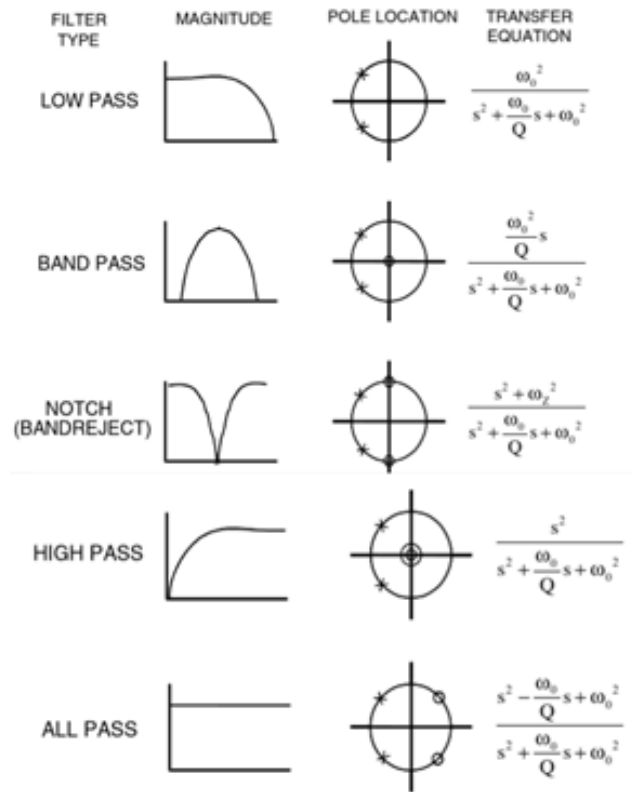 FILTER TYPE MAGNITUDE POLE LOCATION TRANSFER EQUATION
LOW PASS
ω₀²
s² + ω₀/Q s + ω₀²
BAND PASS
ω₀²/Q s
s² + ω₀/Q s + ω₀²
NOTCH
(BANDREJECT)
s² + ω_Z²
s² + ω₀/Q s + ω₀²
HIGH PASS
s²
s² + ω₀/Q s + ω₀²
ALL PASS
s² - ω₀/Q s + ω₀²
s² + ω₀/Q s + ω₀²